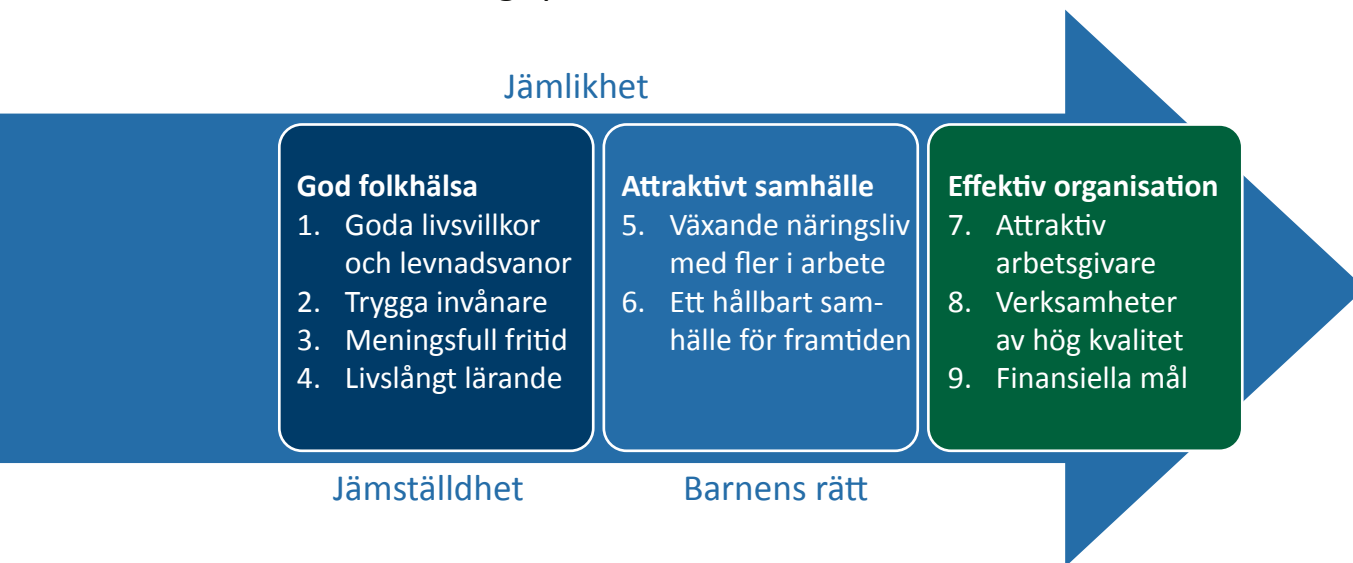 Jämlikhet
God folkhälsa
1. Goda livsvillkor
och levnadsvanor
2. Trygga invånare
3. Meningsfull fritid
4. Livslångt lärande
Attraktivt samhälle
5. Växande näringsliv
med fler i arbete
6. Ett hållbart sam-
hälle för framtiden
Effektiv organisation
7. Attraktiv
arbetsgivare
8. Verksamheter
av hög kvalitet
9. Finansiella mål
Jämställdhet
Barnens rätt